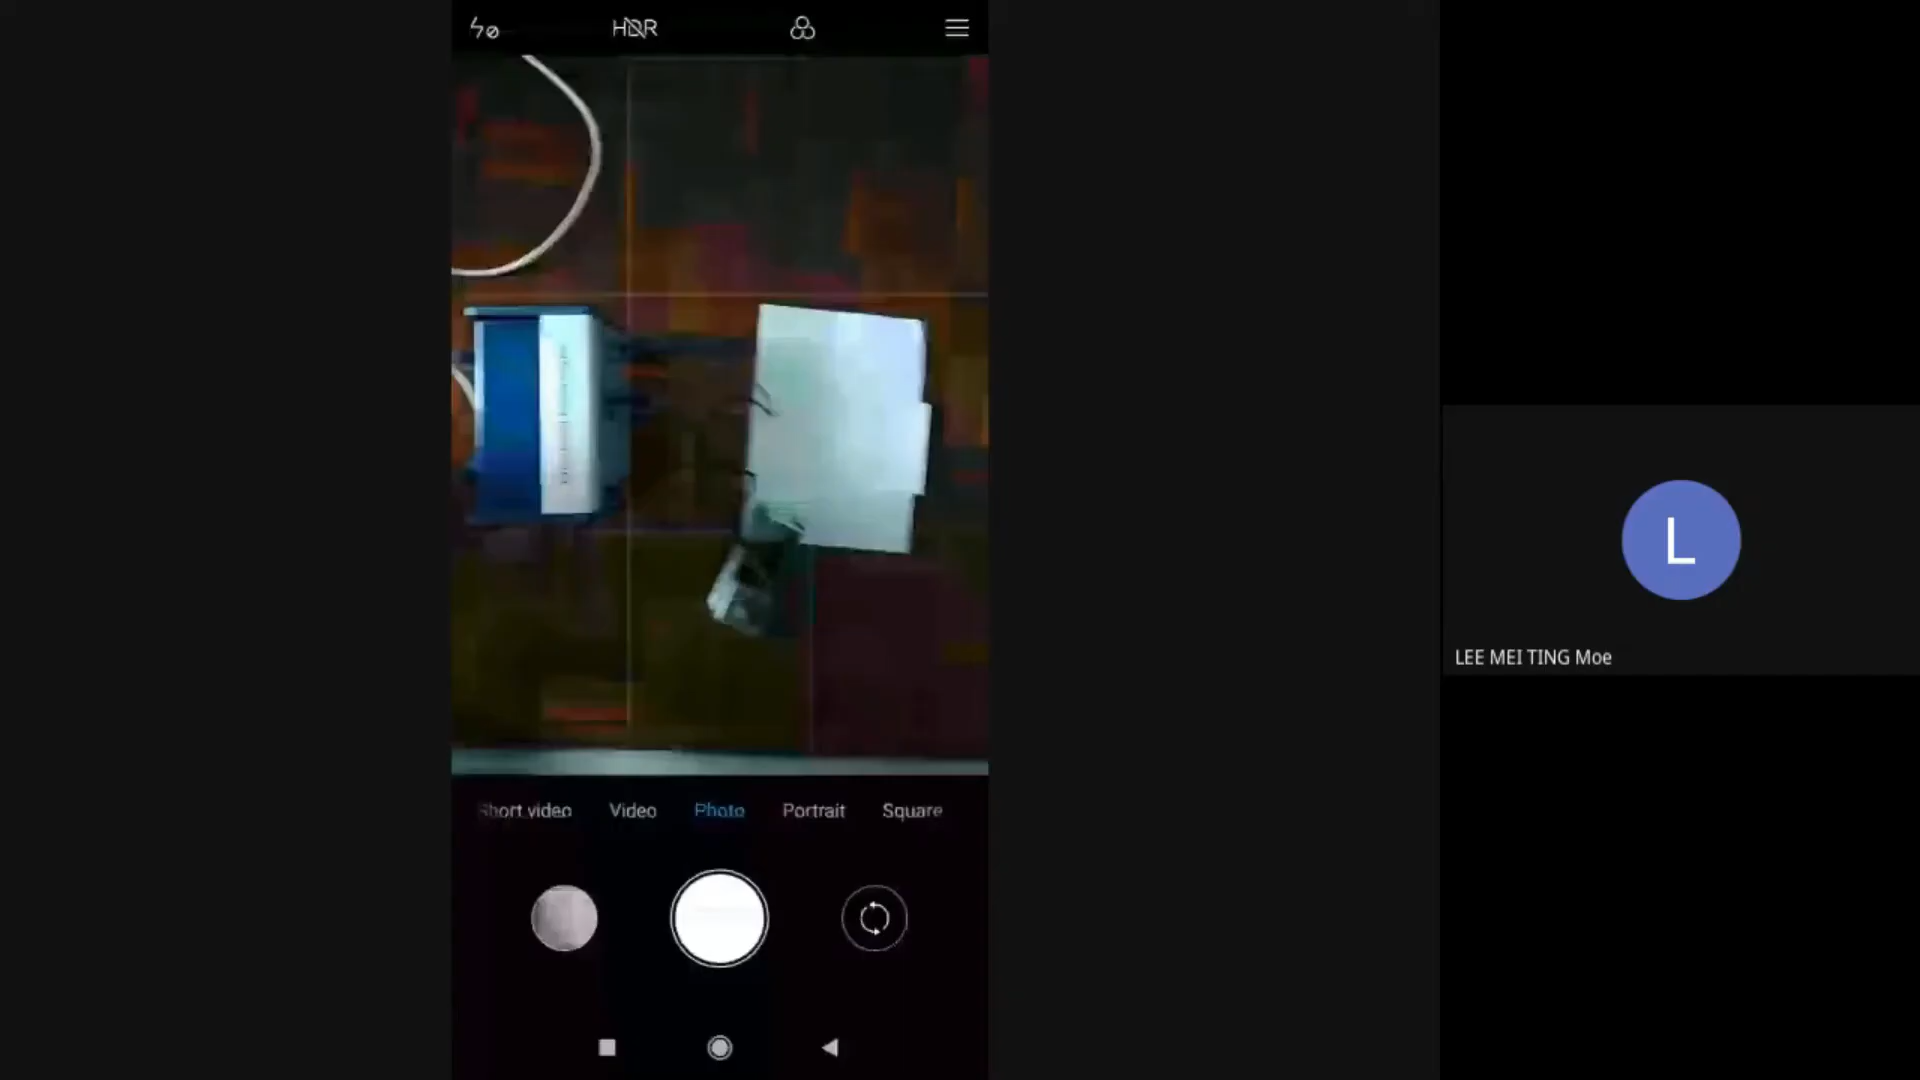 HDR
Short video Video Photo Portrait Square
L
LEE MEI TING Moe